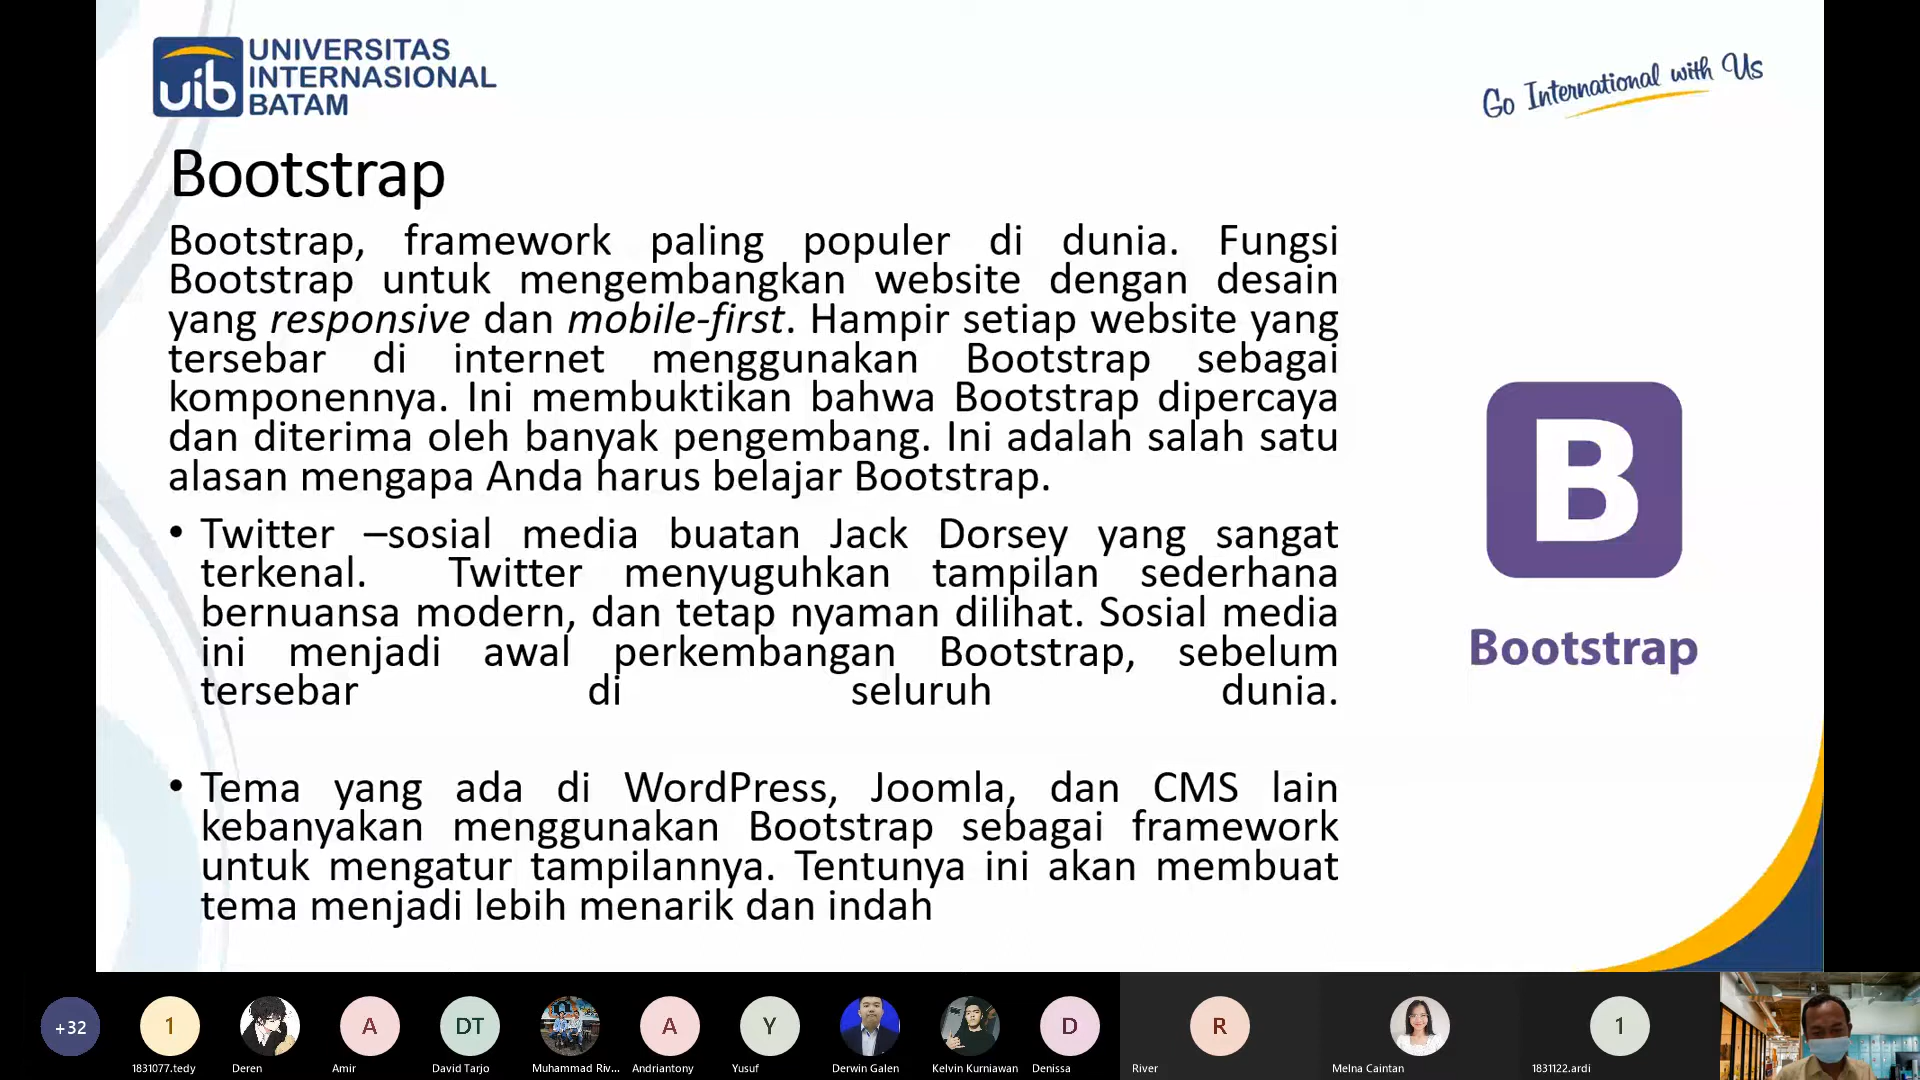 uib UNIVERSITAS
INTERNASIONAL
BATAM
Go International with Us
Bootstrap
Bootstrap, framework paling populer di dunia. Fungsi
Bootstrap untuk mengembangkan website dengan desain
yang responsive dan mobile-first. Hampir setiap website yang
tersebar di internet menggunakan Bootstrap sebagai
komponennya. Ini membuktikan bahwa Bootstrap dipercaya
dan diterima oleh banyak pengembang. Ini adalah salah satu
alasan mengapa Anda harus belajar Bootstrap.
• Twitter –sosial media buatan Jack Dorsey yang sangat
terkenal. Twitter menyuguhkan tampilan sederhana
bernuansa modern, dan tetap nyaman dilihat. Sosial media
ini menjadi awal perkembangan Bootstrap, sebelum
tersebar di seluruh dunia.
• Tema yang ada di WordPress, Joomla, dan CMS lain
kebanyakan menggunakan Bootstrap sebagai framework
untuk mengatur tampilannya. Tentunya ini akan membuat
tema menjadi lebih menarik dan indah
B
Bootstrap
+32 1 A DT A Y D R 1
1831077.tedy Deren Amir David Tarjo Muhammad Riv... Andriantony Yusuf Derwin Galen Kelvin Kurniawan Denissa River Melna Caintan 1831122.ardi